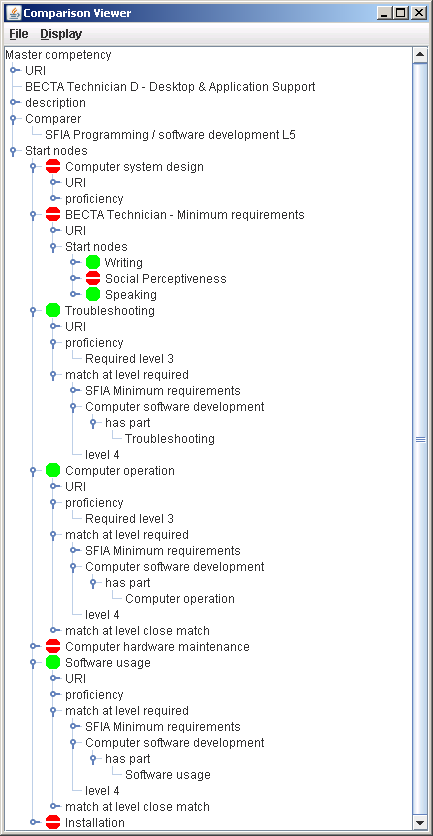 Comparison Viewer
File Display
Master competency
URI
BECTA Technician D - Desktop & Application Support
description
Comparer
SFIA Programming / software development L5
Start nodes
Computer system design
URI
proficiency
BECTA Technician - Minimum requirements
URI
Start nodes
Writing
Social Perceptiveness
Speaking
Troubleshooting
URI
proficiency
Required level 3
match at level required
SFIA Minimum requirements
Computer software development
has part
Troubleshooting
level 4
Computer operation
URI
proficiency
Required level 3
match at level required
SFIA Minimum requirements
Computer software development
has part
Computer operation
level 4
match at level close match
Computer hardware maintenance
Software usage
URI
proficiency
match at level required
SFIA Minimum requirements
Computer software development
has part
Software usage
level 4
match at level close match
Installation